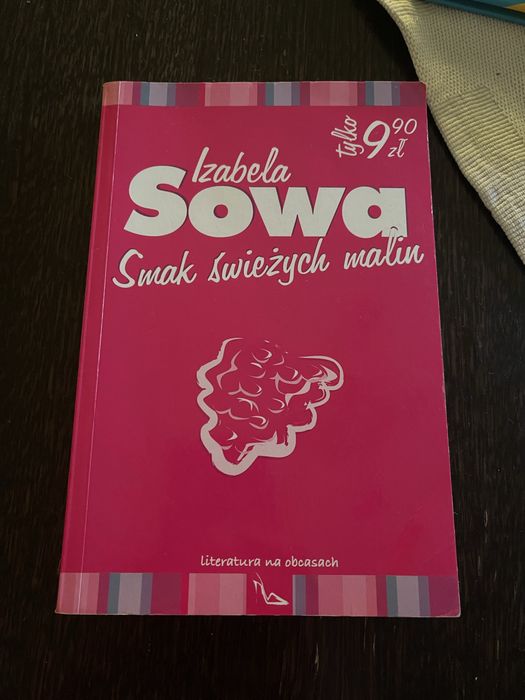 tylko 9 90 zł
Izabela
Sowa
Smak świeżych malin
literatura na obcasach